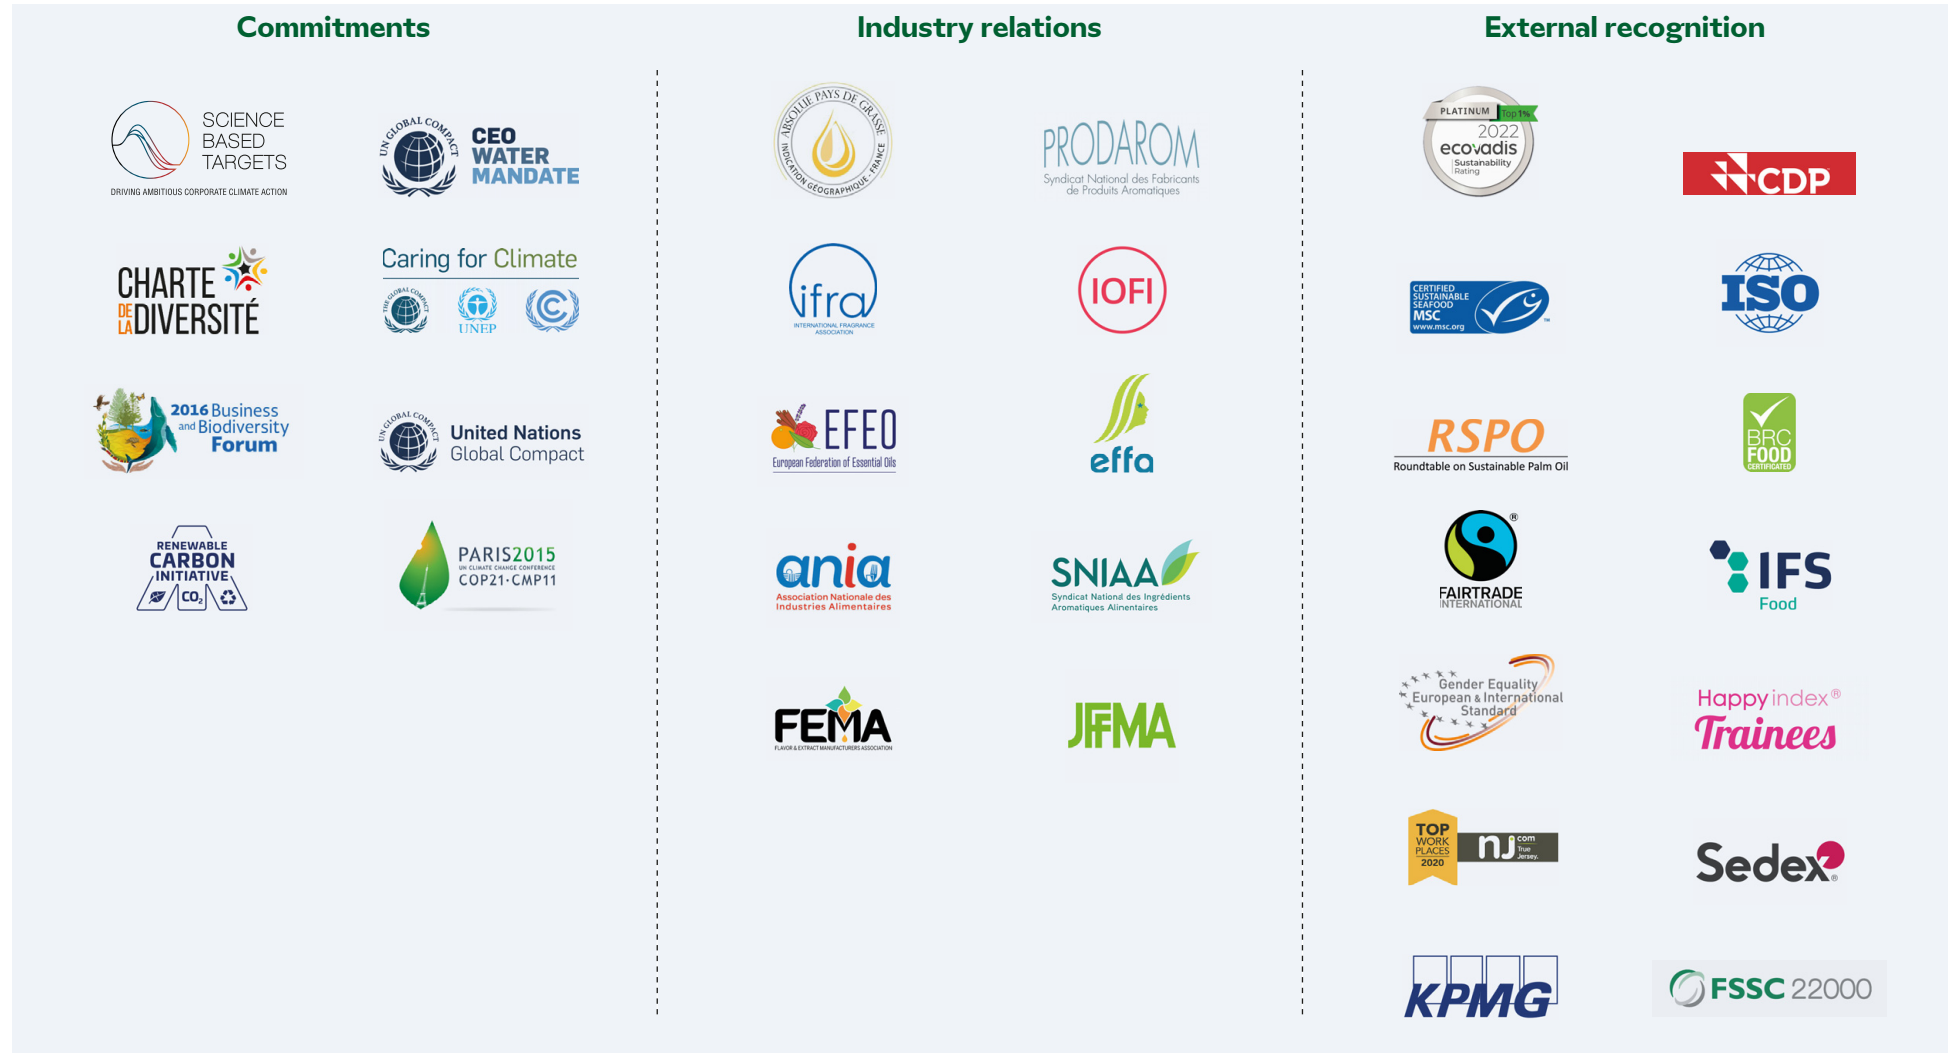 Commitments
Industry relations
External recognition
SCIENCE
BASED
TARGETS
DRIVING AMBITIOUS CORPORATE CLIMATE ACTION
UN GLOBAL COMPACT
CEO
WATER
MANDATE
CHARTE
DE LA DIVERSITÉ
Caring for Climate
THE GLOBAL COMPACT
UNEP
2016 Business
and Biodiversity
Forum
UN GLOBAL COMPACT
United Nations
Global Compact
RENEWABLE
CARBON
INITIATIVE
CO2
PARIS2015
UN CLIMATE CHANGE CONFERENCE
COP21·CMP11
ABSOLUE PAYS DE GRASSE
INDICATION GÉOGRAPHIQUE - FRANCE
PRODAROM
Syndicat National des Fabricants
de Produits Aromatiques
ifra
INTERNATIONAL FRAGRANCE
ASSOCIATION
IOFI
EFEO
European Federation of Essential Oils
effa
ania
Association Nationale des
Industries Alimentaires
SNIAA
Syndicat Nationd des Ingrédients
Aromatiques Alinentaires
FEMA
FLAVOR & EXTRACT MANUFACTURERS ASSOCIATION
JFFMA
PLATINUM Top 1%
2022
ecovadis
Sustainability
Rating
CDP
CERTIFIED
SUSTAINABLE
SEAFOOD
MSC
www.msc.org
TM
ISO
RSPO
Roundtable on Sustainable Palm Oil
BRC
FOOD
CERTIFICATED
®
FAIRTRADE
INTERNATIONAL
IFS
Food
Gender Equality
European & International
Standard
Happyindex®
Trainees
TOP
WORK
PLACES
2020
nj.com
True
Jersey.
Sedex®
KPMG
FSSC 22000